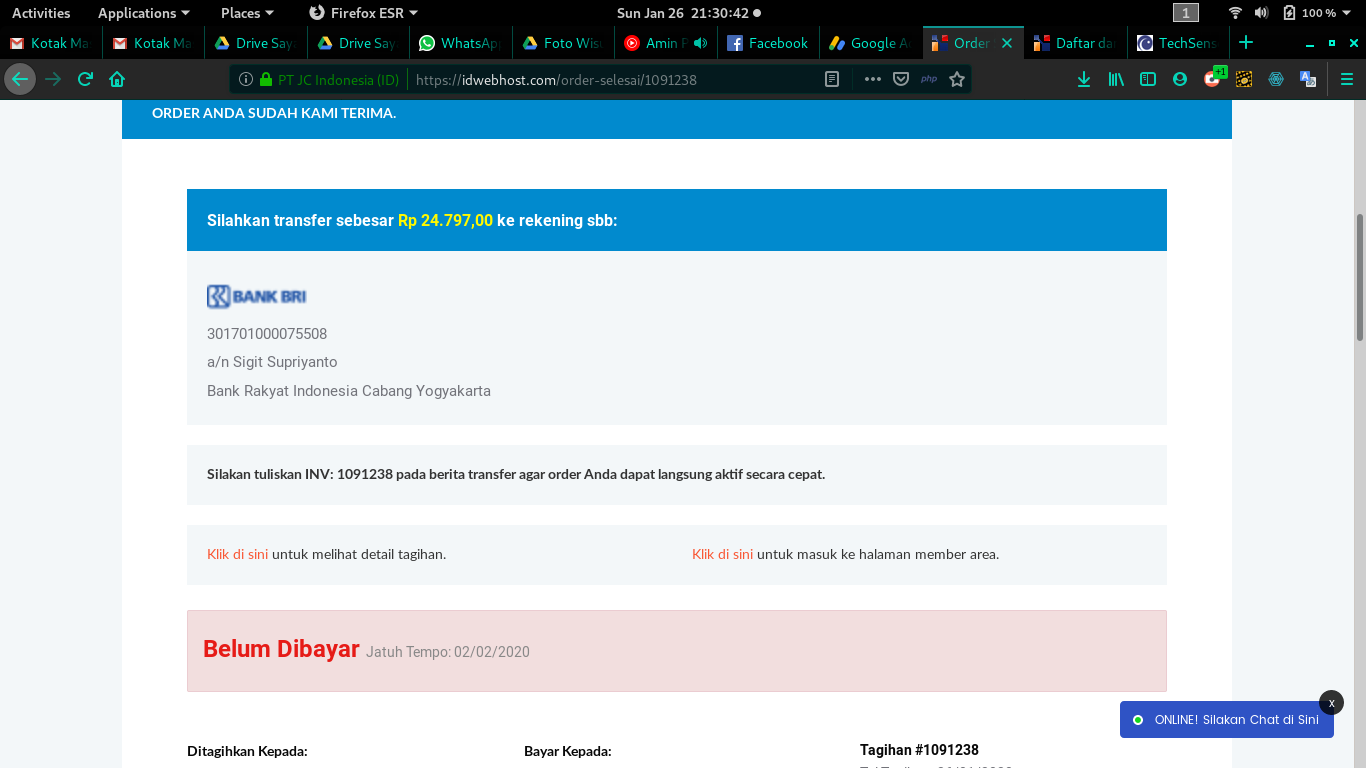 Activities Applications Places Firefox ESR Sun Jan 26 21:30:42 1 100 %
Kotak Ma Kotak Ma Drive Say Drive Say WhatsApp Foto Wisu Amin Facebook Google A Order Daftar da TechSens
PT JC Indonesia (ID) https://idwebhost.com/order-selesai/1091238 php +1
ORDER ANDA SUDAH KAMI TERIMA.
Silahkan transfer sebesar Rp 24.797,00 ke rekening sbb:
BANK BRI
301701000075508
a/n Sigit Supriyanto
Bank Rakyat Indonesia Cabang Yogyakarta
Silakan tuliskan INV: 1091238 pada berita transfer agar order Anda dapat langsung aktif secara cepat.
Klik di sini untuk melihat detail tagihan. Klik di sini untuk masuk ke halaman member area.
Belum Dibayar Jatuh Tempo: 02/02/2020
x
ONLINE! Silakan Chat di Sini
Ditagihkan Kepada: Bayar Kepada: Tagihan #1091238